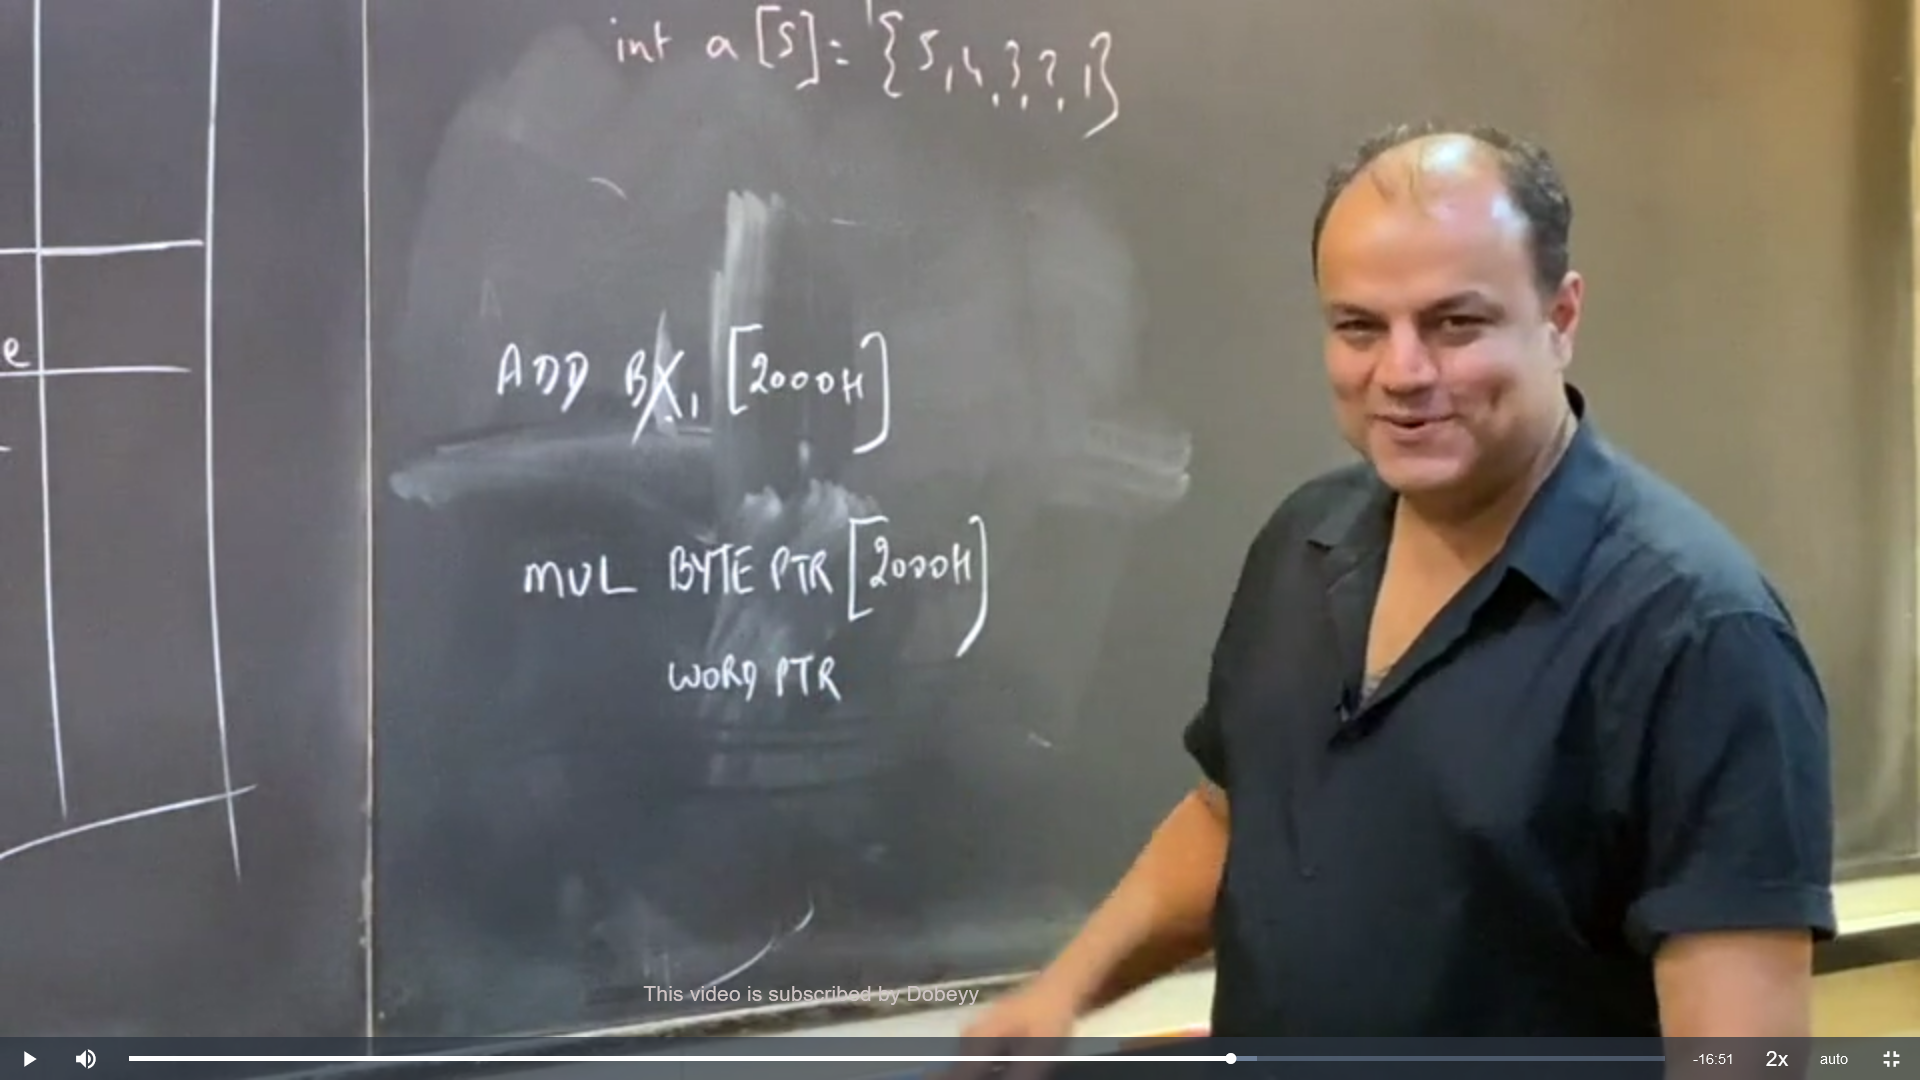 int a [5] = {5, 4, 3, 2, 1}
e
ADD BX, [2000H]
MUL BYTE PTR [2000H]
WORD PTR
This video is subscribed by Dobeyy
-16:51
2x
auto